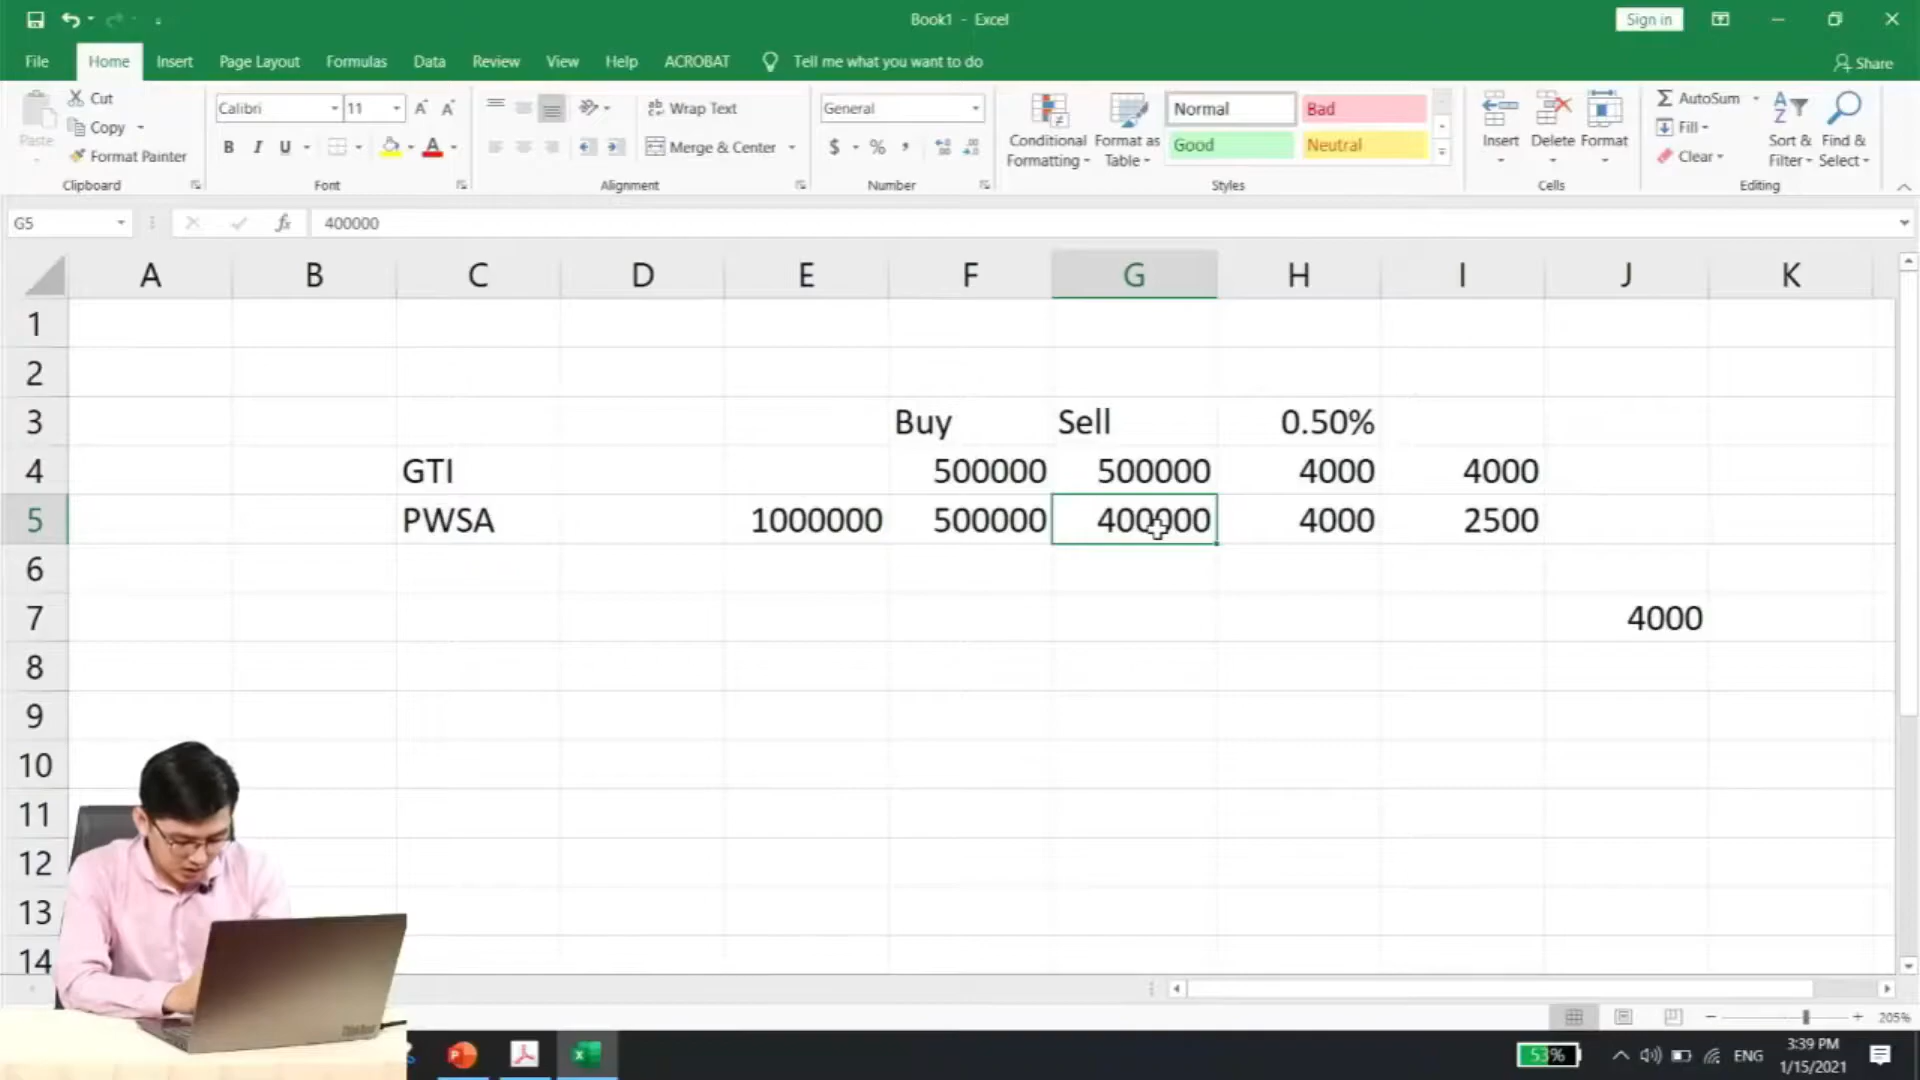 Book1 - Excel
Sign in
File Home Insert Page Layout Formulas Data Review View Help ACROBAT Tell me what you want to do Share
Paste
Cut
Copy
Format Painter
Clipboard
Calibri 11
B I U
Font
Wrap Text
Merge & Center
Alignment
General
$ % ,
Number
Conditional Formatting
Format as Table
Normal Bad
Good Neutral
Styles
Insert Delete Format
Cells
AutoSum
Fill
Clear
Sort & Filter
Find & Select
Editing
G5 fx 400000
A B C D E F G H I J K
1
2
3 Buy Sell 0.50%
4 GTI 500000 500000 4000 4000
5 PWSA 1000000 500000 400000 4000 2500
6
7 4000
8
9
10
11
12
13
14
205%
53% ENG 3:39 PM
1/15/2021